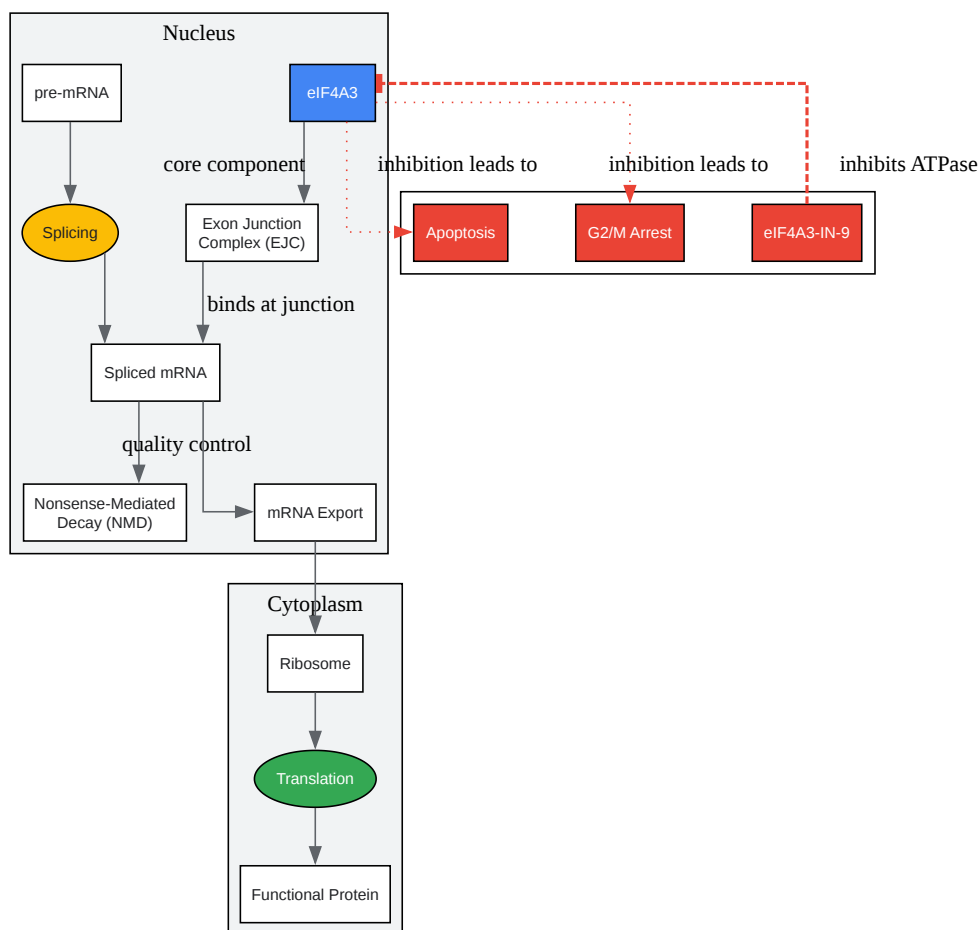 Nucleus
pre-mRNA
eIF4A3
core component
inhibition leads to
inhibition leads to
inhibits ATPase
Splicing
Exon Junction
Complex (EJC)
Apoptosis
G2/M Arrest
eIF4A3-IN-9
binds at junction
Spliced mRNA
quality control
Nonsense-Mediated
Decay (NMD)
mRNA Export
Cytoplasm
Ribosome
Translation
Functional Protein